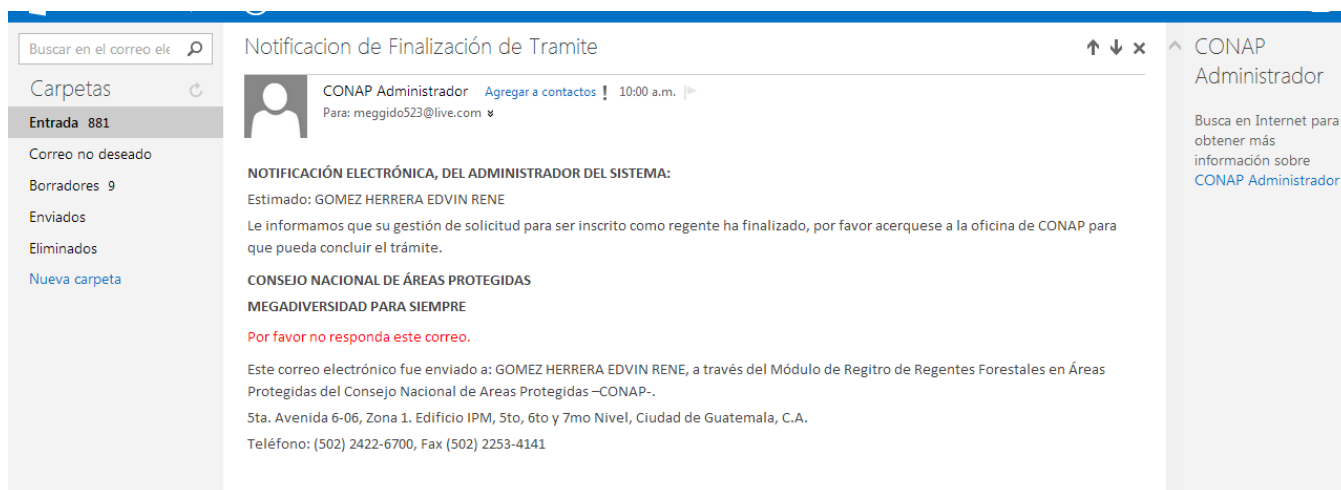 Buscar en el correo ele
Carpetas
Entrada 881
Correo no deseado
Borradores 9
Enviados
Eliminados
Nueva carpeta
Notificacion de Finalización de Tramite
CONAP Administrador Agregar a contactos ! 10:00 a.m.
Para: meggido523@live.com
NOTIFICACIÓN ELECTRÓNICA, DEL ADMINISTRADOR DEL SISTEMA:
Estimado: GOMEZ HERRERA EDVIN RENE
Le informamos que su gestión de solicitud para ser inscrito como regente ha finalizado, por favor acerquese a la oficina de CONAP para
que pueda concluir el trámite.
CONSEJO NACIONAL DE ÁREAS PROTEGIDAS
MEGADIVERSIDAD PARA SIEMPRE
Por favor no responda este correo.
Este correo electrónico fue enviado a: GOMEZ HERRERA EDVIN RENE, a través del Módulo de Regitro de Regentes Forestales en Áreas
Protegidas del Consejo Nacional de Areas Protegidas –CONAP-.
5ta. Avenida 6-06, Zona 1. Edificio IPM, 5to, 6to y 7mo Nivel, Ciudad de Guatemala, C.A.
Teléfono: (502) 2422-6700, Fax (502) 2253-4141
CONAP
Administrador
Busca en Internet para
obtener más
información sobre
CONAP Administrador